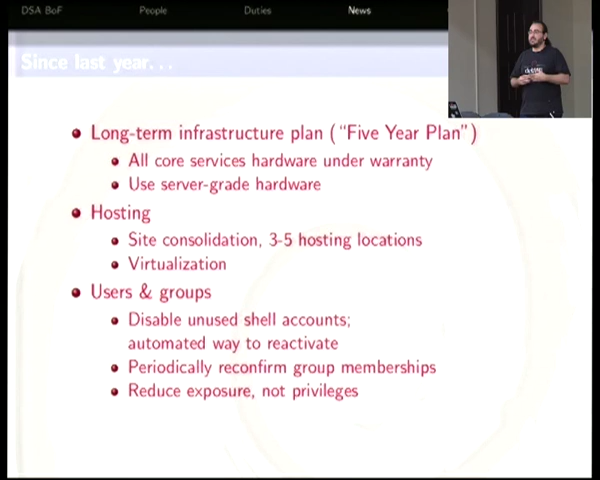 DSA BoF People Duties News
Since last year...
Long-term infrastructure plan (“Five Year Plan”)
All core services hardware under warranty
Use server-grade hardware
Hosting
Site consolidation, 3-5 hosting locations
Virtualization
Users & groups
Disable unused shell accounts;
automated way to reactivate
Periodically reconfirm group memberships
Reduce exposure, not privileges